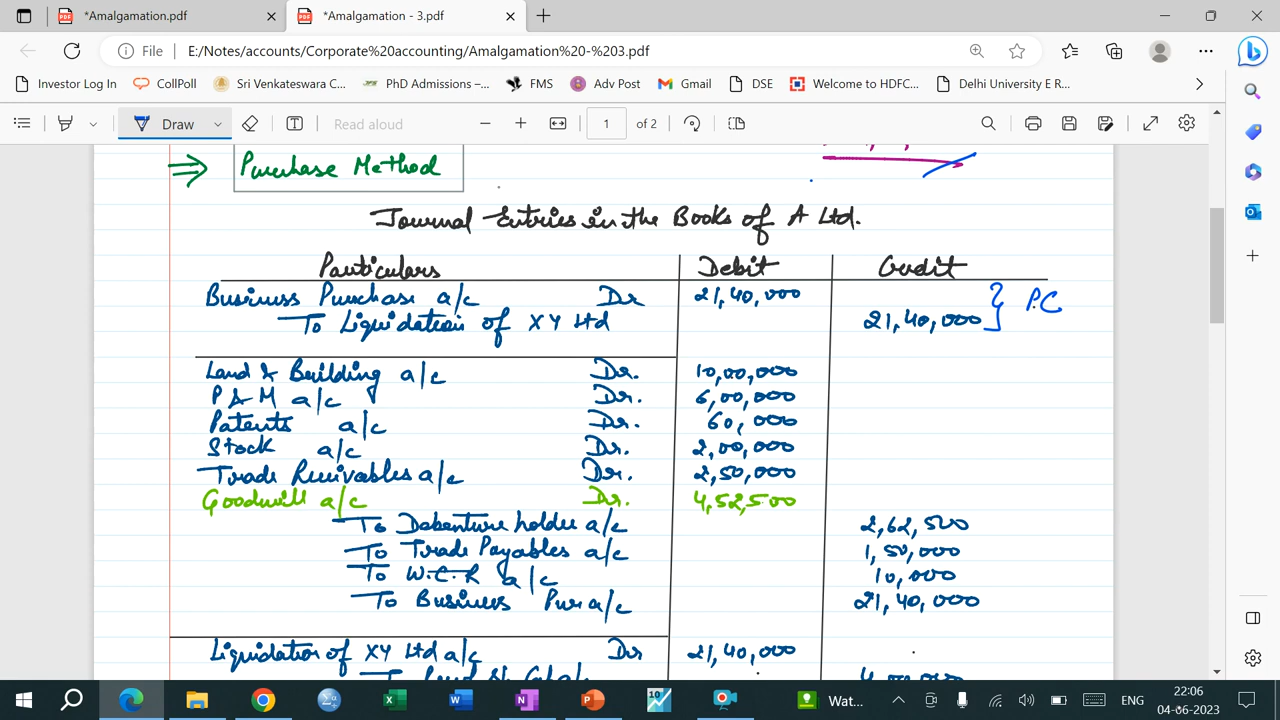 *Amalgamation.pdf
*Amalgamation - 3.pdf
File E:/Notes/accounts/Corporate%20accounting/Amalgamation%20-%203.pdf
Investor Log In CollPoll Sri Venkateswara C... PhD Admissions –... FMS Adv Post Gmail DSE Welcome to HDFC... Delhi University E R...
Draw Read aloud 1 of 2
Purchase Method
Journal Entries in the Books of A Ltd.
Particulars Debit Credit
Business Purchase a/c Dr 21,40,000
To Liquidation of XY Ltd 21,40,000 P.C
Land & Building a/c Dr. 10,00,000
P & M a/c Dr. 6,00,000
Patents a/c Dr. 60,000
Stock a/c Dr. 2,00,000
Trade Receivables a/c Dr. 2,50,000
Goodwill a/c Dr. 4,52,500
To Debenture holder a/c 2,62,500
To Trade Payables a/c 1,50,000
To W.C.R a/c 10,000
To Business Pur a/c 21,40,000
Liquidation of XY Ltd a/c Dr 21,40,000
Wat... ENG 22:06
04-06-2023